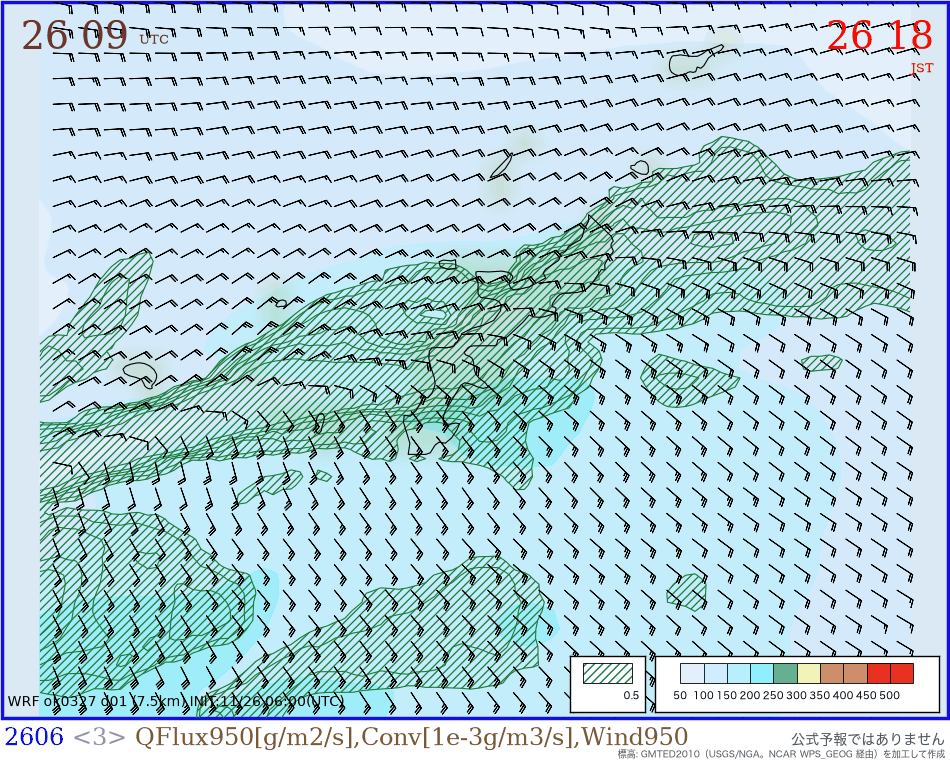 26 09 UTC
26 18
JST
0.5
50 100 150 200 250 300 350 400 450 500
WRF ol0327 d01 (7.5km) INIT:11/26 06:00(UTC)
2606 <3> QFlux950[g/m2/s],Conv[1e-3g/m3/s],Wind950
公式予報ではありません
標高: GMTED2010（USGS/NGA。NCAR WPS_GEOG 経由）を加工して作成